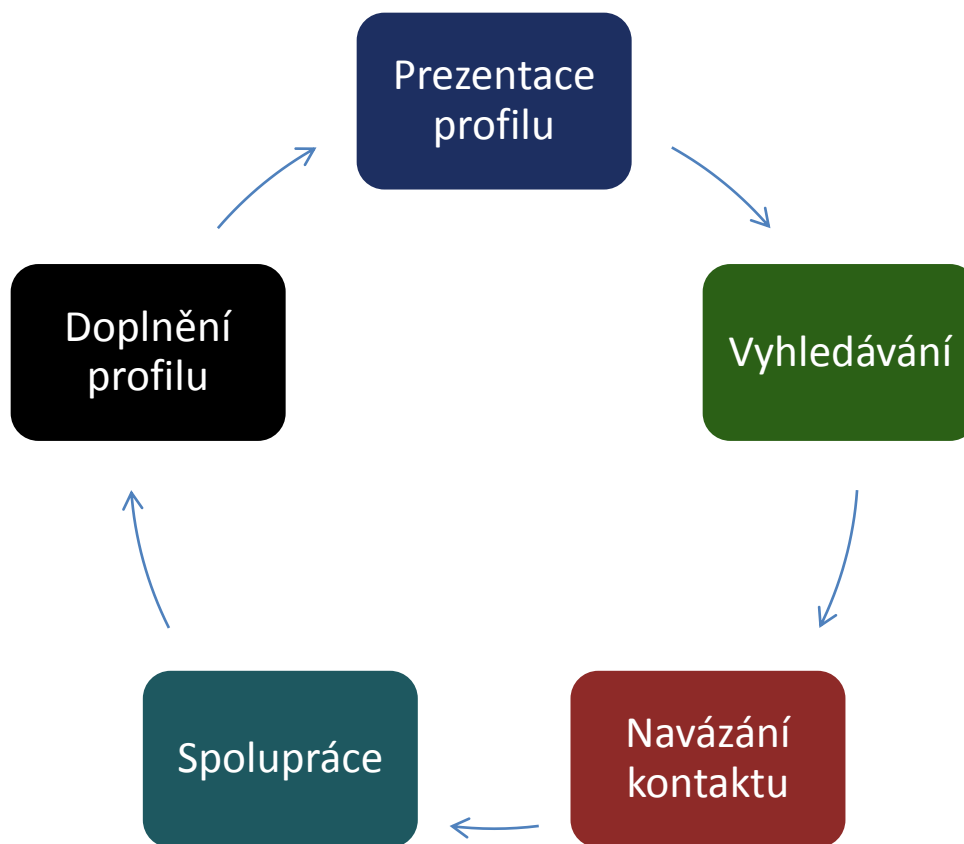 Prezentace
profilu
Vyhledávání
Navázání
kontaktu
Spolupráce
Doplnění
profilu